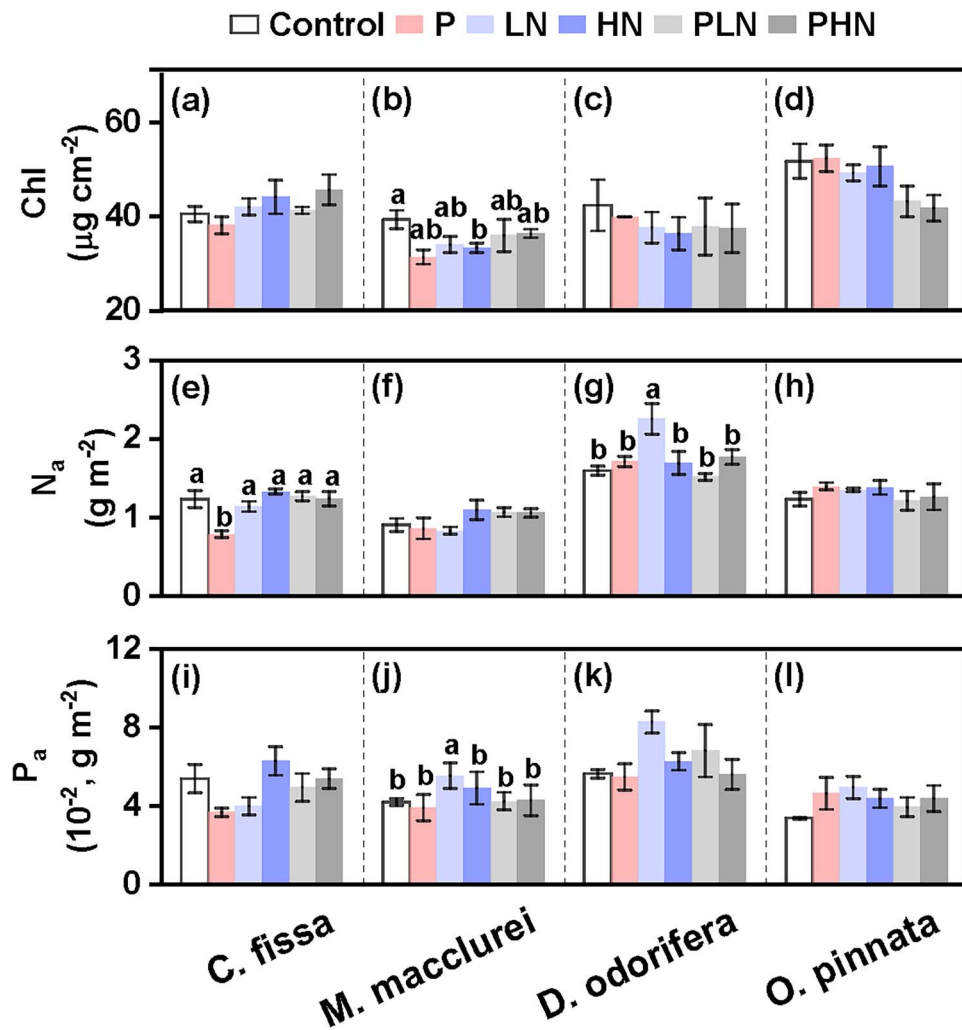 Control P LN HN PLN PHN
(a) (b) (c) (d)
60
40
20
Chl
(μg cm-2)
a ab ab b ab ab
(e) (f) (g) (h)
3
2
1
0
Na
(g m-2)
a b a a a a
b b a b b b
(i) (j) (k) (l)
12
8
4
0
Pa
(10-2, g m-2)
b b a b b b
C. fissa M. macclurei D. odorifera O. pinnata